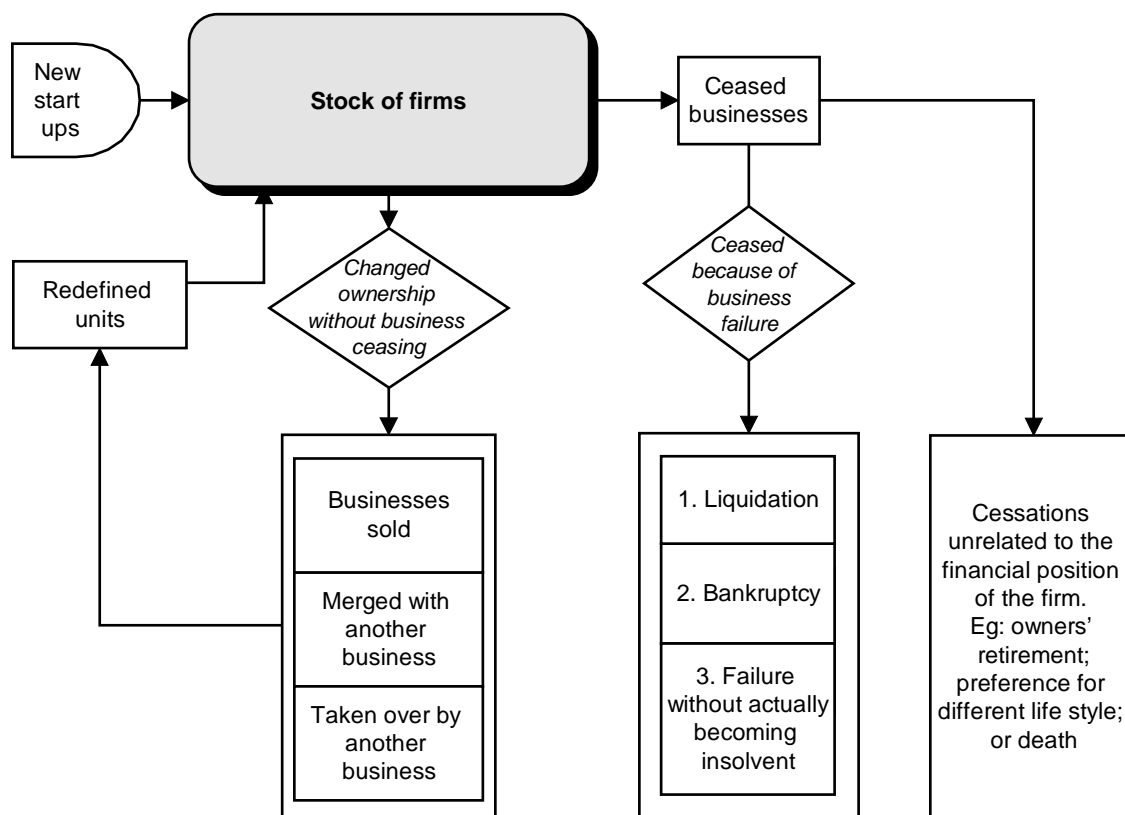 New
start
ups
Stock of firms
Ceased
businesses
Redefined
units
Changed
ownership
without business
ceasing
Ceased
because of
business
failure
Businesses
sold
Merged with
another
business
Taken over by
another
business
1. Liquidation
2. Bankruptcy
3. Failure
without actually
becoming
insolvent
Cessations
unrelated to the
financial position
of the firm.
Eg: owners’
retirement;
preference for
different life style;
or death